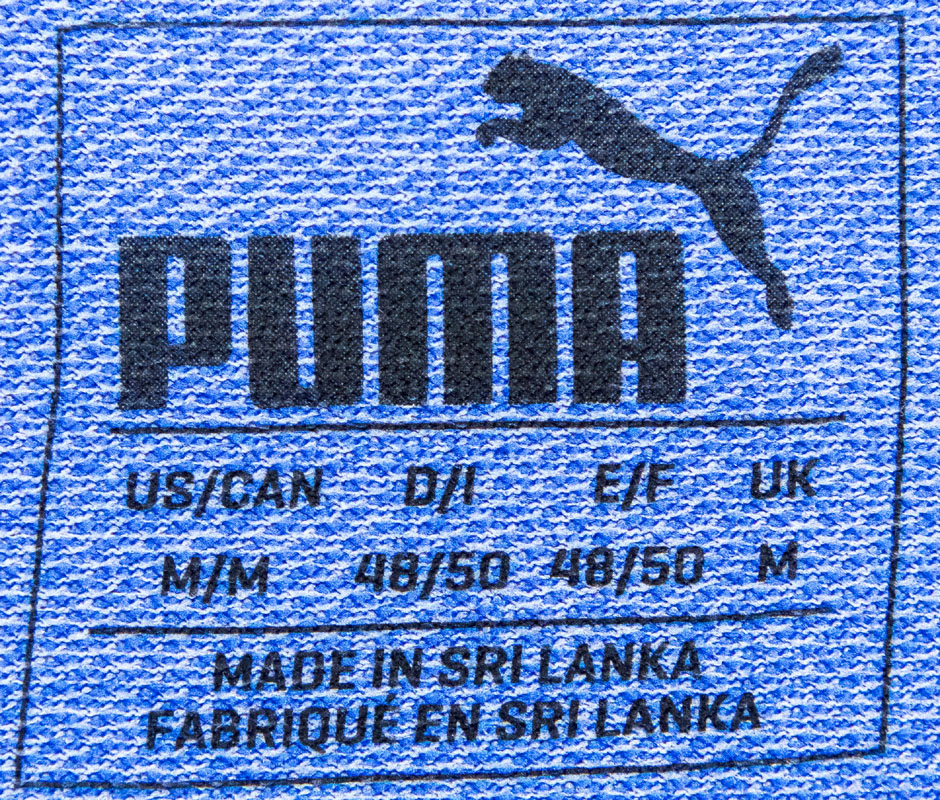 PUMA
US/CAN D/I E/F UK
M/M 48/50 48/50 M
MADE IN SRI LANKA
FABRIQUÉ EN SRI LANKA